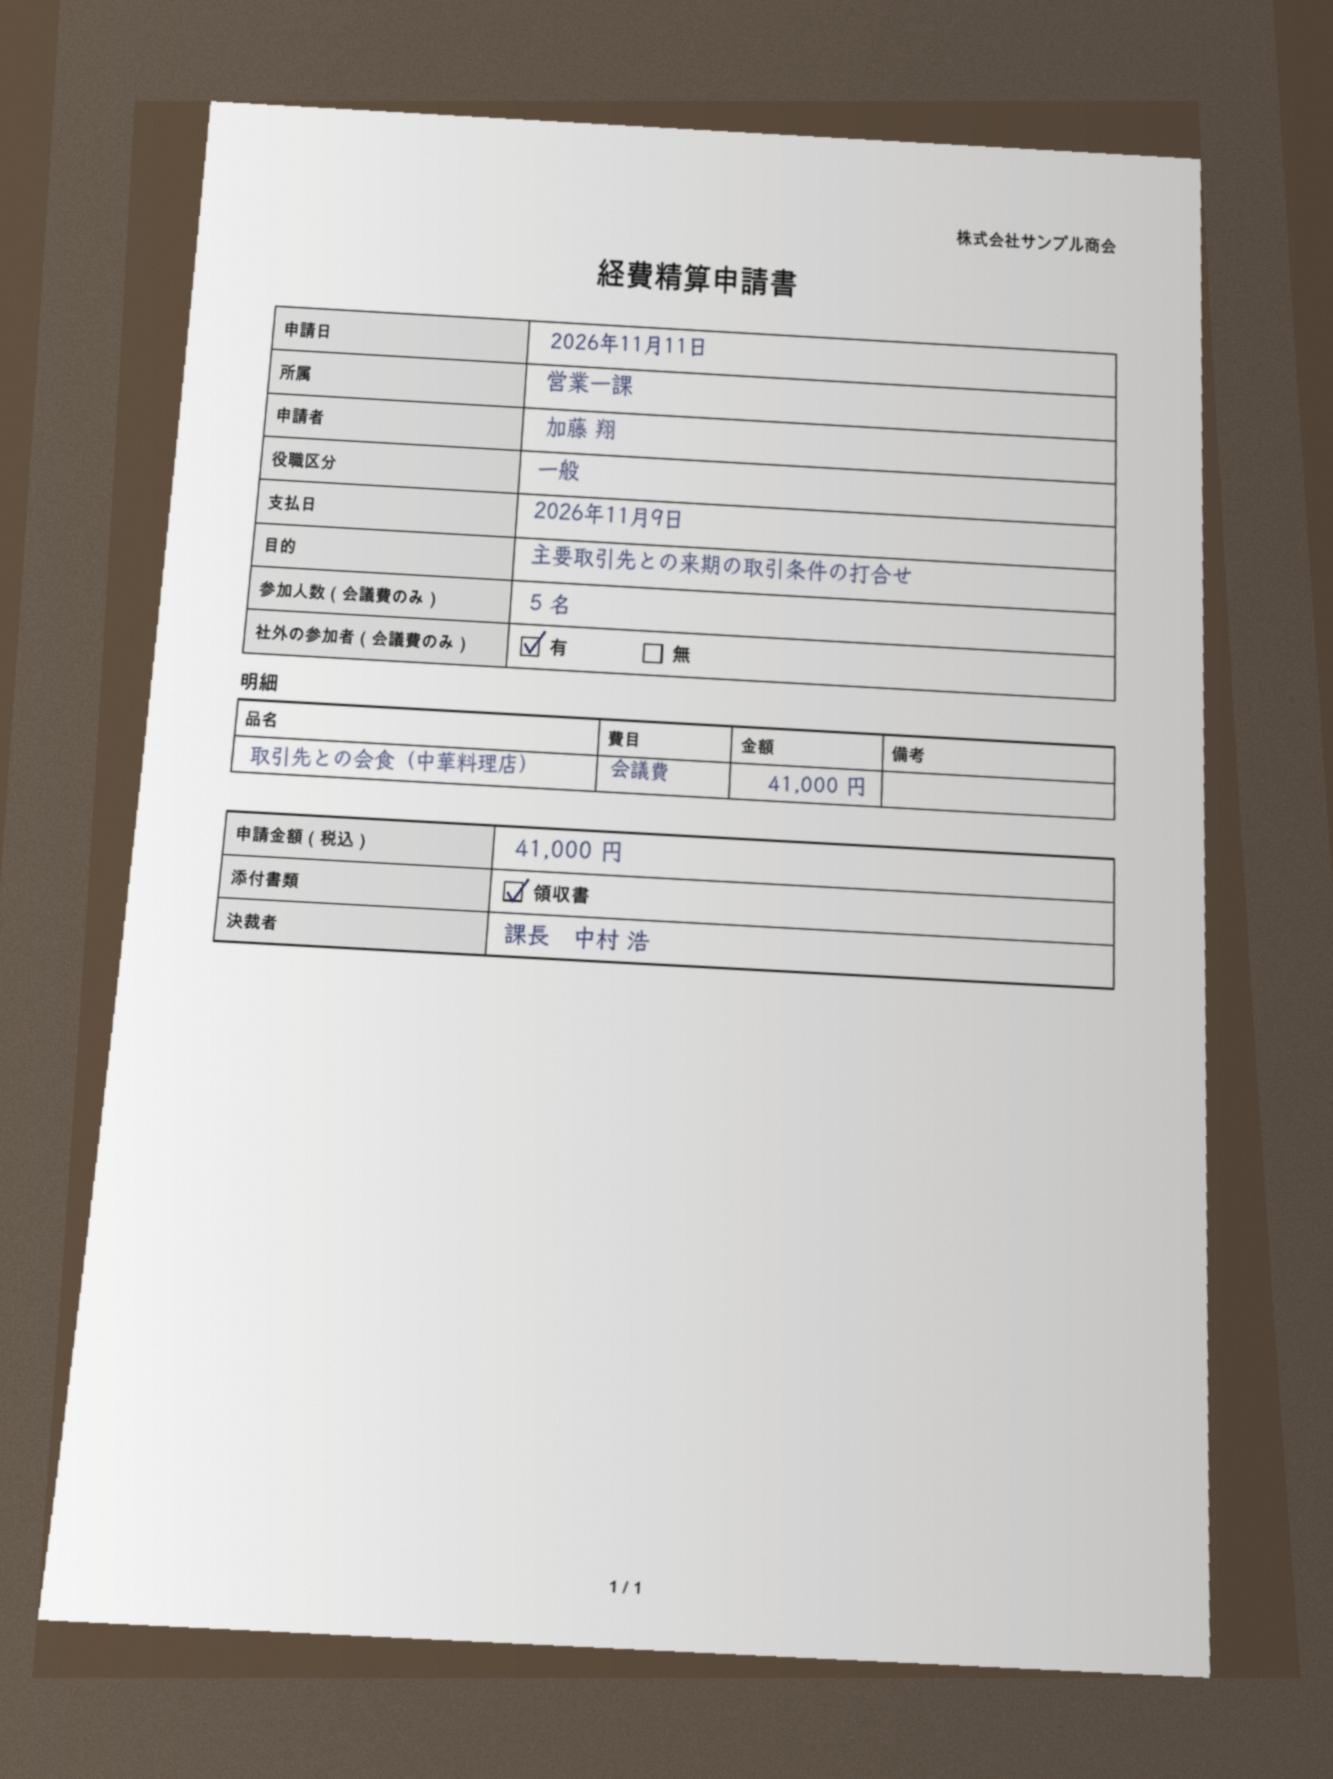 株式会社サンプル商会
経費精算申請書
申請日 2026年11月11日
所属 営業一課
申請者 加藤 翔
役職区分 一般
支払日 2026年11月9日
目的 主要取引先との来期の取引条件の打合せ
参加人数(会議費のみ) 5 名
社外の参加者(会議費のみ) ☑ 有 ☐ 無
明細
品名 費目 金額 備考
取引先との会食(中華料理店) 会議費 41,000 円
申請金額(税込) 41,000 円
添付書類 ☑ 領収書
決裁者 課長 中村 浩
1 / 1